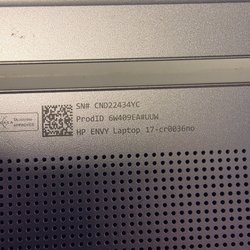 SN# CND22434YC
ProdID 6W409EA#UUW
HP ENVY Laptop 17-cr0036no